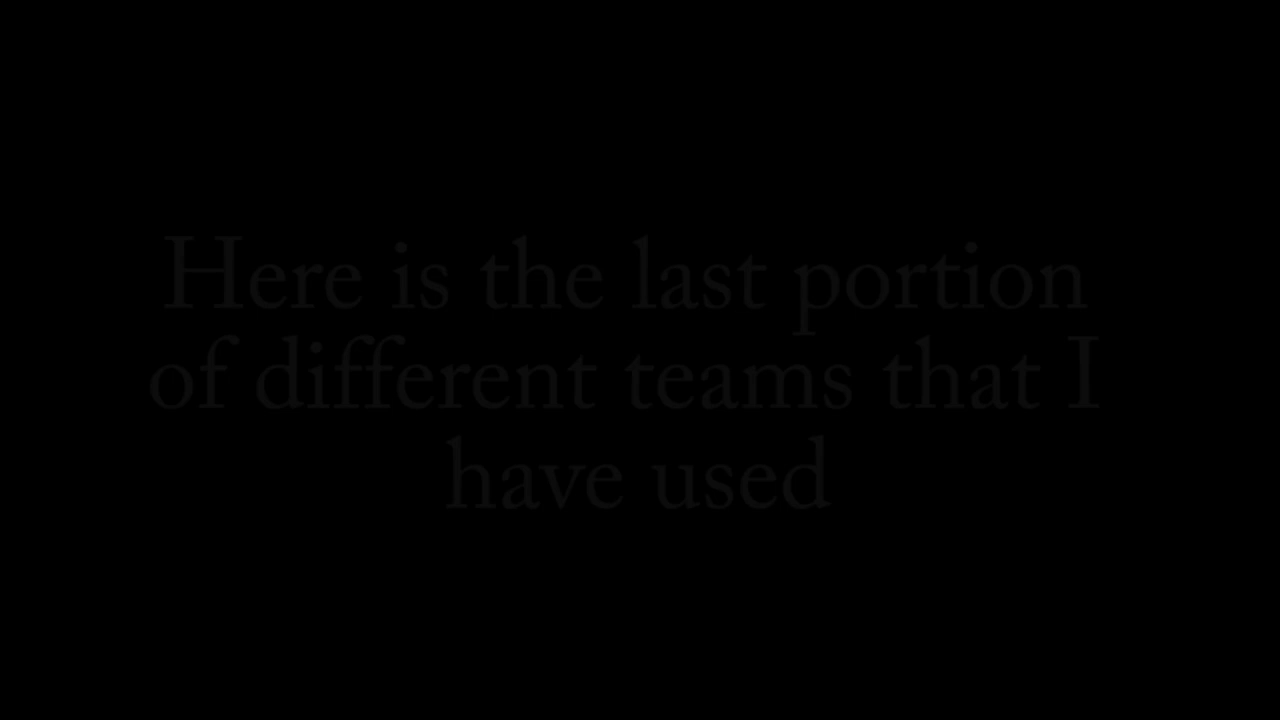 Here is the last portion
of different teams that I
have used